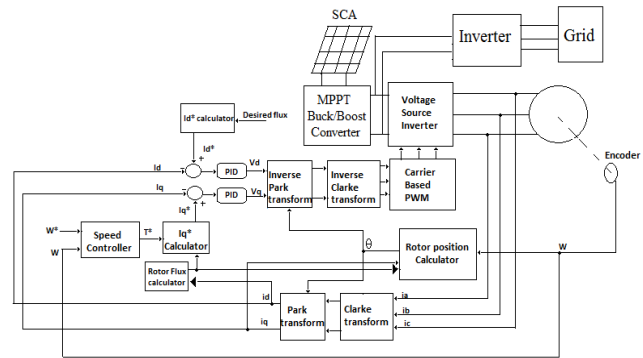 SCA
Inverter
Grid
MPPT
Buck/Boost
Converter
Voltage
Source
Inverter
Id* calculator
Desired flux
Id*
+
-
Id
PID
Vd
Encoder
Inverse
Park
transform
Inverse
Clarke
transform
Carrier
Based
PWM
Iq
-
+
PID
Vq
Iq*
W*
W
Speed
Controller
T*
Iq*
Calculator
θ
Rotor position
Calculator
W
Rotor Flux
calculator
id
iq
Park
transform
Clarke
transform
ia
ib
ic